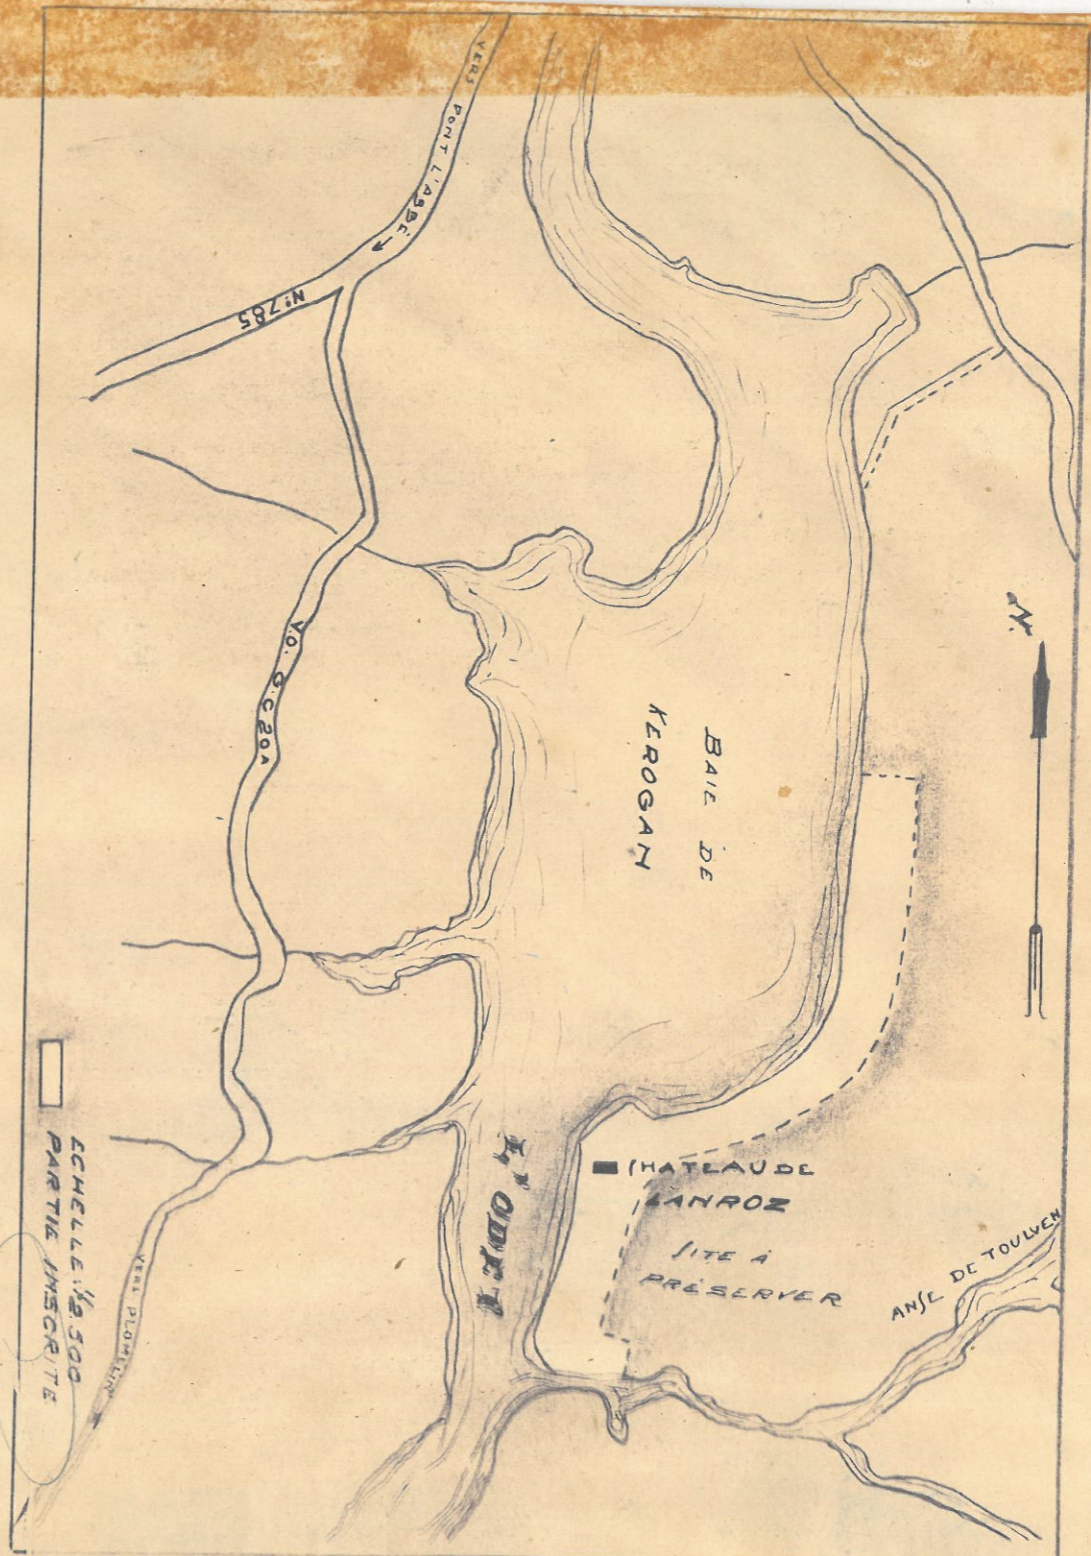 VERS PONT L'ABBÉ →
N° 785
V.O. G.C 20A
VERS PLOMELIN
N.
BAIE DE
KEROGAN
L'ODET
CHATEAU DE
LANROZ
SITE A
PRÉSERVER
ANSE DE TOULVEN
ECHELLE: 1/2.500
PARTIE INSCRITE